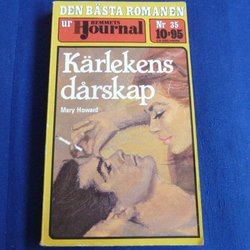 DEN BÄSTA ROMANEN
ur HEMMETS Journal
Nr 35
10·95
Kärlekens
dårskap
Mary Howard